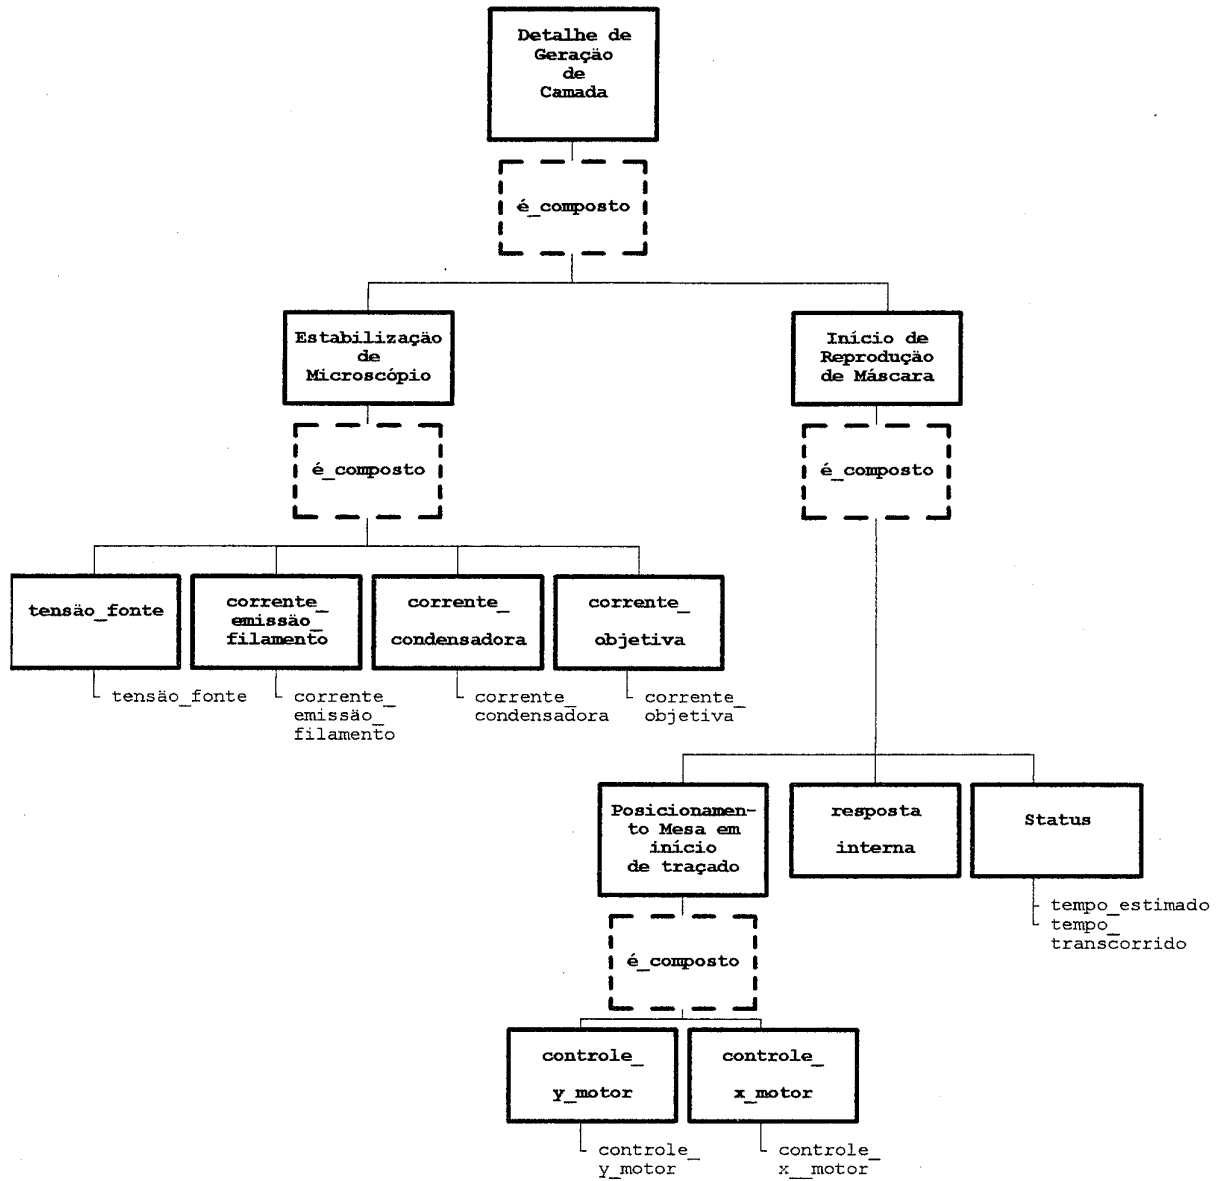 Detalhe de
Geração
de
Camada
é_composto
Estabilização
de
Microscópio
Início de
Reprodução
de Máscara
é_composto
é_composto
tensão_fonte
corrente_
emissão_
filamento
corrente_
condensadora
corrente_
objetiva
tensão_fonte
corrente_
emissão_
filamento
corrente_
condensadora
corrente_
objetiva
Posicionamen-
to Mesa em
início
de traçado
resposta
interna
Status
tempo_estimado
tempo_
transcorrido
é_composto
controle_
y_motor
controle_
x_motor
controle_
y_motor
controle_
x__motor